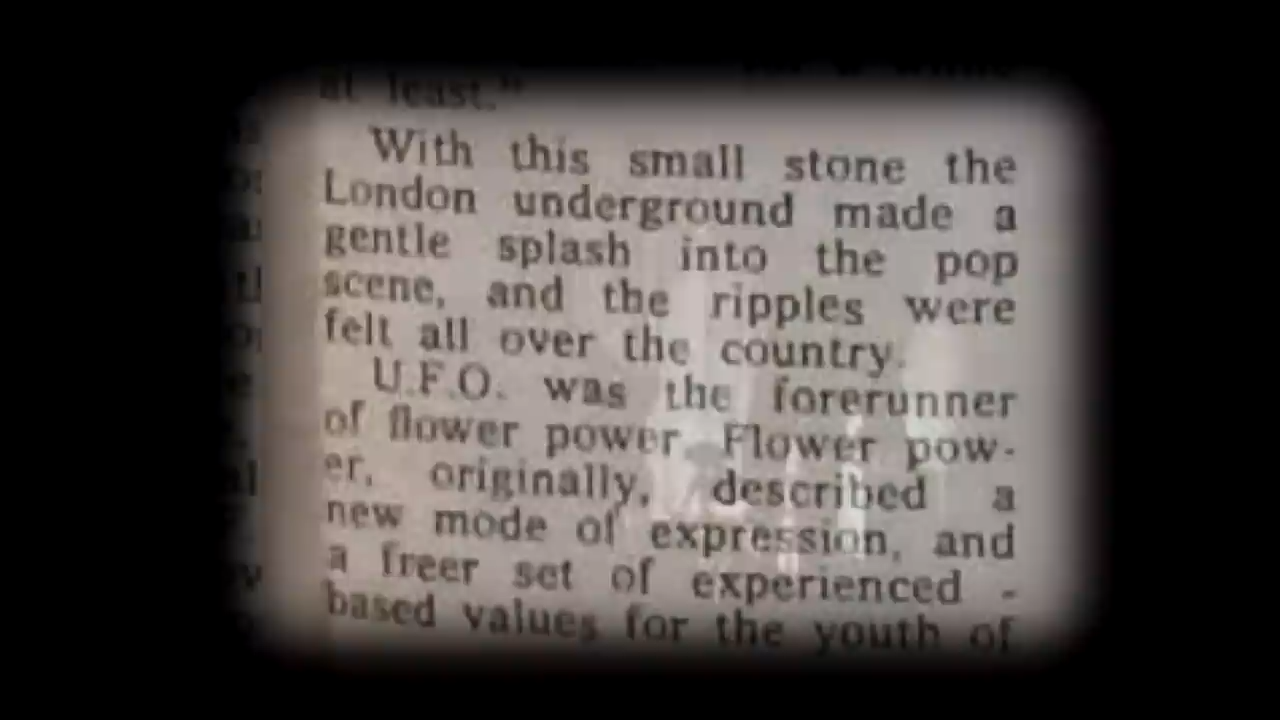 at least."
With this small stone the
London underground made a
gentle splash into the pop
scene, and the ripples were
felt all over the country.
U.F.O. was the forerunner
of flower power. Flower pow-
er, originally, described a
new mode of expression, and
a freer set of experienced -
based values for the youth of